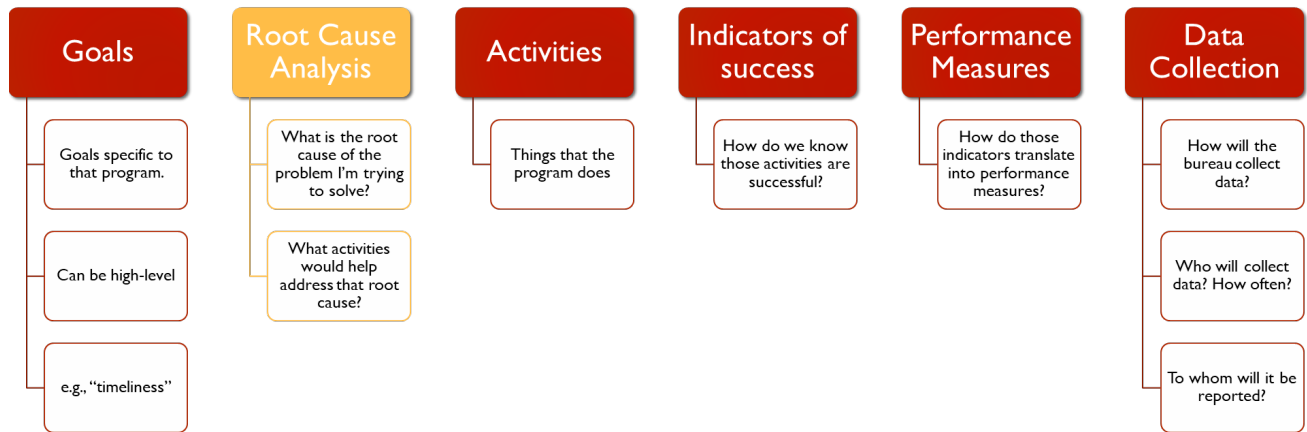 Goals
Goals specific to
that program.
Can be high-level
e.g., “timeliness”
Root Cause
Analysis
What is the root
cause of the
problem I’m trying
to solve?
What activities
would help
address that root
cause?
Activities
Things that the
program does
Indicators of
success
How do we know
those activities are
successful?
Performance
Measures
How do those
indicators translate
into performance
measures?
Data
Collection
How will the
bureau collect
data?
Who will collect
data? How often?
To whom will it be
reported?